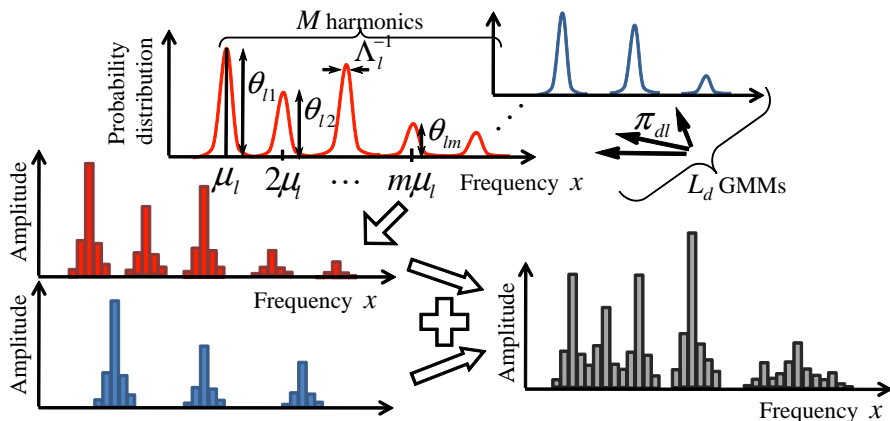 M harmonics
Probability
distribution
θ_{l1}
θ_{l2}
Λ_l^{-1}
θ_{lm}
π_{dl}
μ_l
2μ_l
...
mμ_l
Frequency x
L_d GMMs
Amplitude
Frequency x
Amplitude
Amplitude
Frequency x